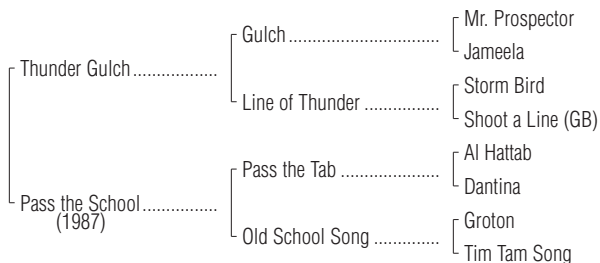 Mr. Prospector
Gulch................................
Jameela
Thunder Gulch..................
Storm Bird
Line of Thunder ................
Shoot a Line (GB)
Al Hattab
Pass the Tab .....................
Dantina
Pass the School................
(1987)
Groton
Old School Song..............
Tim Tam Song